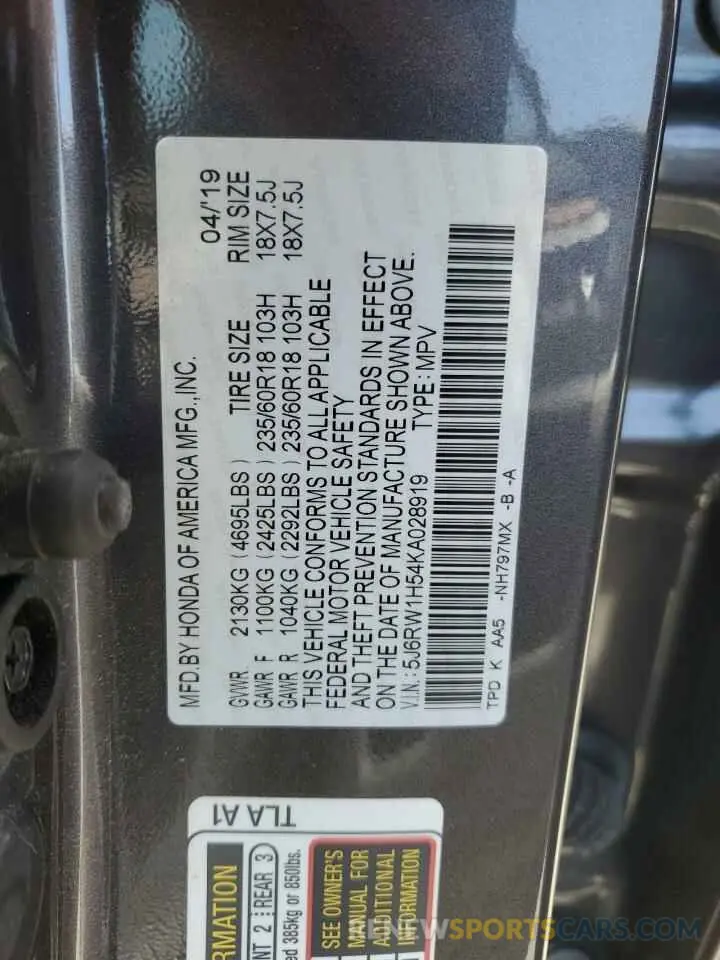 MFD.BY HONDA OF AMERICA MFG.,INC. 04/'19
GVWR. 2130KG (4695LBS) TIRE SIZE RIM SIZE
GAWR F 1100KG (2425LBS) 235/60R18 103H 18X7.5J
GAWR R 1040KG (2292LBS) 235/60R18 103H 18X7.5J
THIS VEHICLE CONFORMS TO ALL APPLICABLE
FEDERAL MOTOR VEHICLE SAFETY
AND THEFT PREVENTION STANDARDS IN EFFECT
ON THE DATE OF MANUFACTURE SHOWN ABOVE.
V.IN.: 5J6RW1H54KA028919 TYPE:MPV
TPD K AA5 -NH797MX -B -A
TLA A1
RMATION
NT 2 REAR 3
ed 385kg or 850lbs.
SEE OWNER'S
MANUAL FOR
ADDITIONAL
INFORMATION
RENEWSPORTSCARS.COM